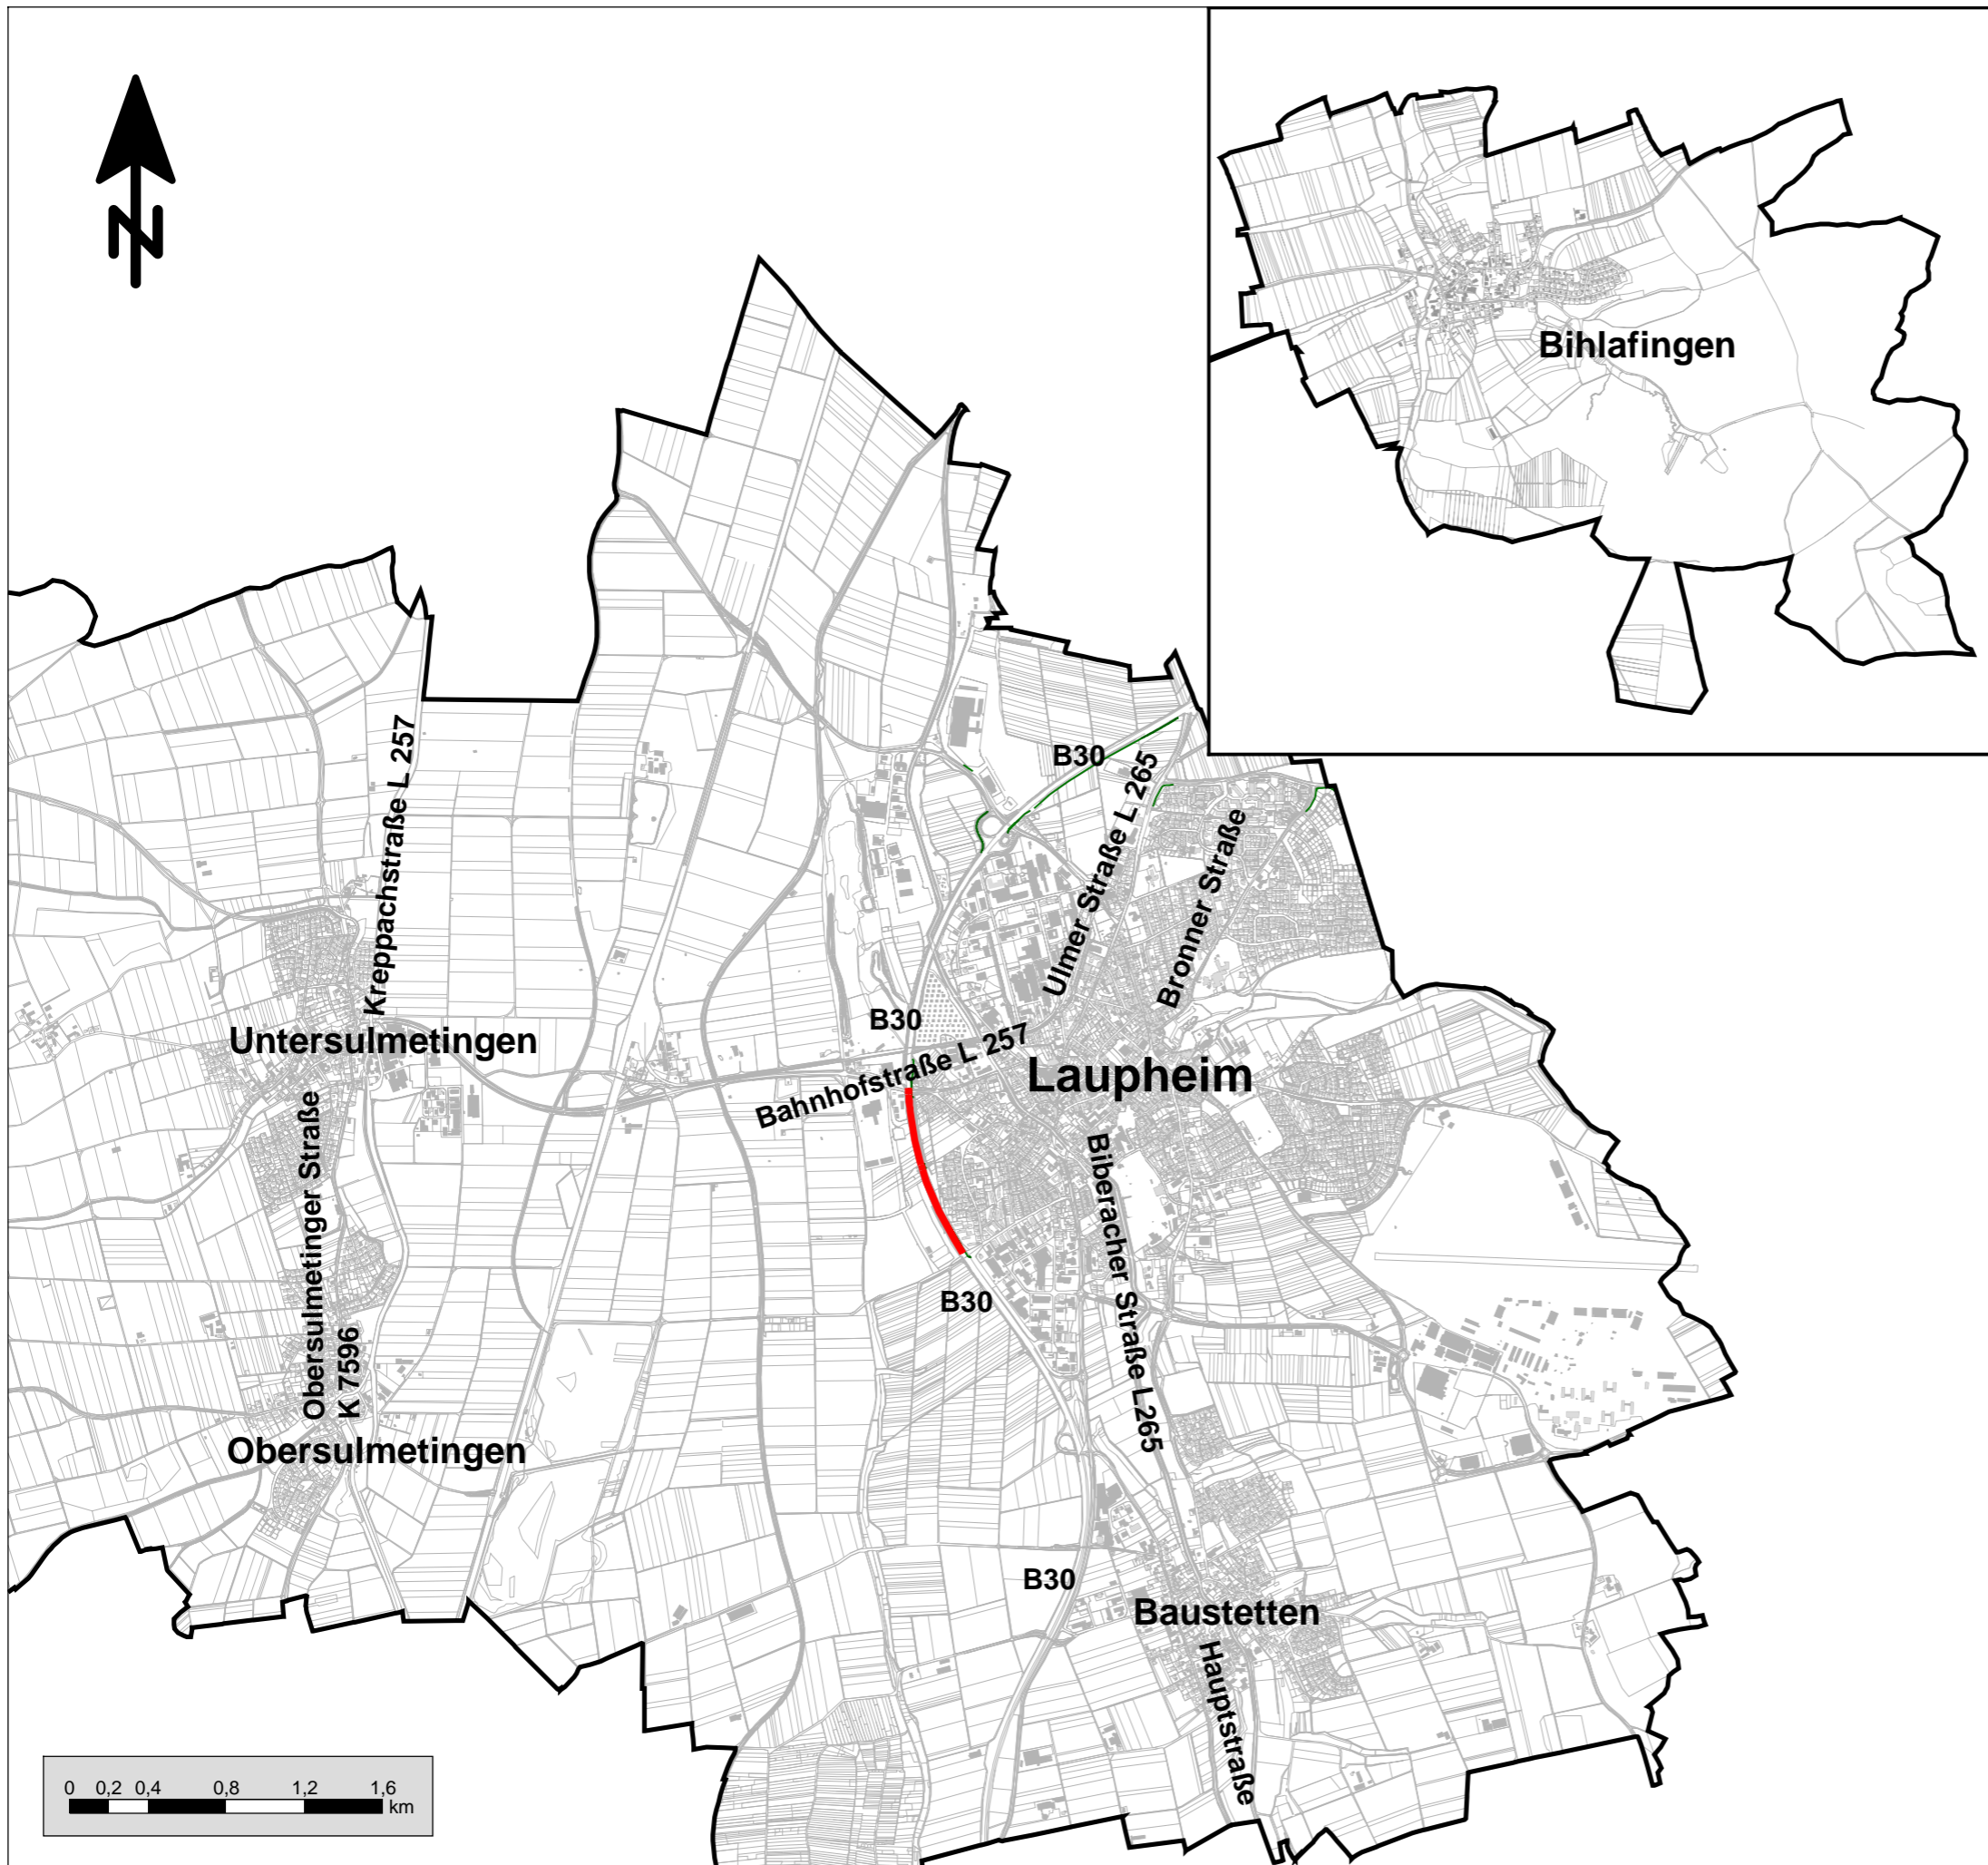 N
Bihlafingen
B30
Kreppachstraße L 257
Ulmer Straße L 265
Bronner Straße
B30
Untersulmetingen
Bahnhofstraße L 257
Laupheim
Obersulmetinger Straße
K 7596
Biberacher Straße L265
B30
Obersulmetingen
B30
Baustetten
Hauptstraße
0 0,2 0,4 0,8 1,2 1,6
km